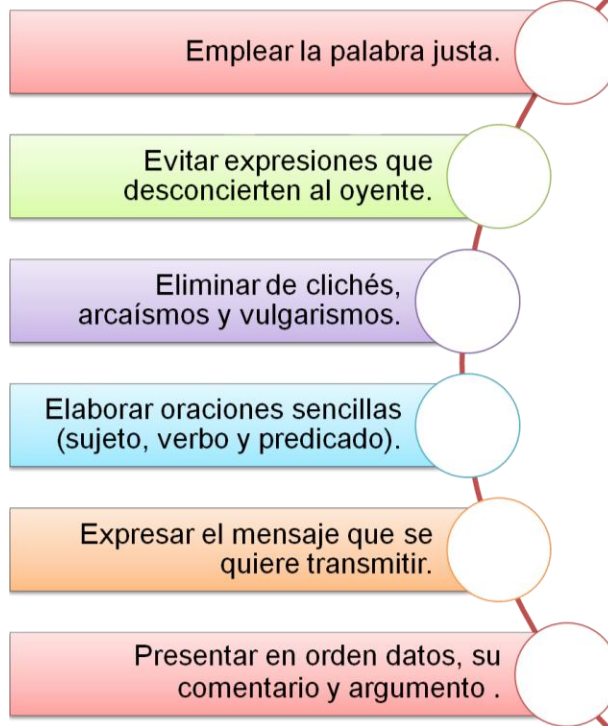 Emplear la palabra justa.
Evitar expresiones que
desconcierten al oyente.
Eliminar de clichés,
arcaísmos y vulgarismos.
Elaborar oraciones sencillas
(sujeto, verbo y predicado).
Expresar el mensaje que se
quiere transmitir.
Presentar en orden datos, su
comentario y argumento .